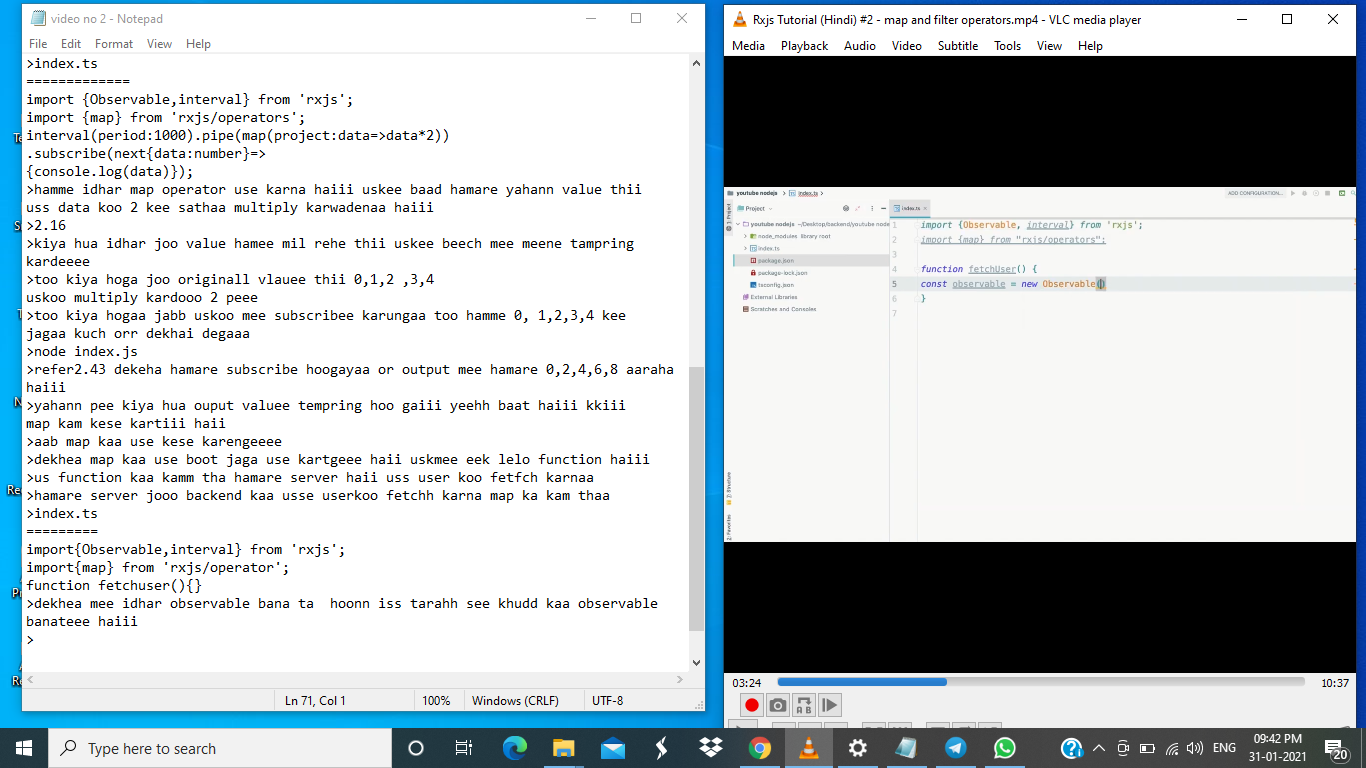 video no 2 - Notepad
File Edit Format View Help
>index.ts
=============
import {Observable,interval} from 'rxjs';
import {map} from 'rxjs/operators';
interval(period:1000).pipe(map(project:data=>data*2))
.subscribe(next{data:number}=>
{console.log(data)});
>hamme idhar map operator use karna haiii uskee baad hamare yahann value thii
uss data koo 2 kee sathaa multiply karwadenaa haiii
>2.16
>kiya hua idhar joo value hamee mil rehe thii uskee beech mee meene tampring
kardeeee
>too kiya hoga joo originall vlauee thii 0,1,2 ,3,4
uskoo multiply kardooo 2 peee
>too kiya hogaa jabb uskoo mee subscribee karungaa too hamme 0, 1,2,3,4 kee
jagaa kuch orr dekhai degaaa
>node index.js
>refer2.43 dekeha hamare subscribe hoogayaa or output mee hamare 0,2,4,6,8 aaraha
haiii
>yahann pee kiya hua ouput valuee tempring hoo gaiii yeehh baat haiii kkiii
map kam kese kartiii haii
>aab map kaa use kese karengeeee
>dekhea map kaa use boot jaga use kartgeee haii uskmee eek lelo function haiii
>us function kaa kamm tha hamare server haii uss user koo fetfch karnaa
>hamare server jooo backend kaa usse userkoo fetchh karna map ka kam thaa
>index.ts
=========
import{Observable,interval} from 'rxjs';
import{map} from 'rxjs/operator';
function fetchuser(){}
>dekhea mee idhar observable bana ta  hoonn iss tarahh see khudd kaa observable
banateee haiii
>
Ln 71, Col 1 100% Windows (CRLF) UTF-8
Rxjs Tutorial (Hindi) #2 - map and filter operators.mp4 - VLC media player
Media Playback Audio Video Subtitle Tools View Help
youtube nodejs > index.ts >
ADD CONFIGURATION...
Project
index.ts
youtube nodejs ~/Desktop/backend/youtube node
node_modules library root
index.ts
package.json
package-lock.json
tsconfig.json
External Libraries
Scratches and Consoles
1 import {Observable, interval} from 'rxjs';
2 import {map} from "rxjs/operators";
3
4 function fetchUser() {
5 const observable = new Observable()
6 }
7
1: Project
Z: Structure
2: Favorites
03:24 10:37
Type here to search
ENG
09:42 PM
31-01-2021
20